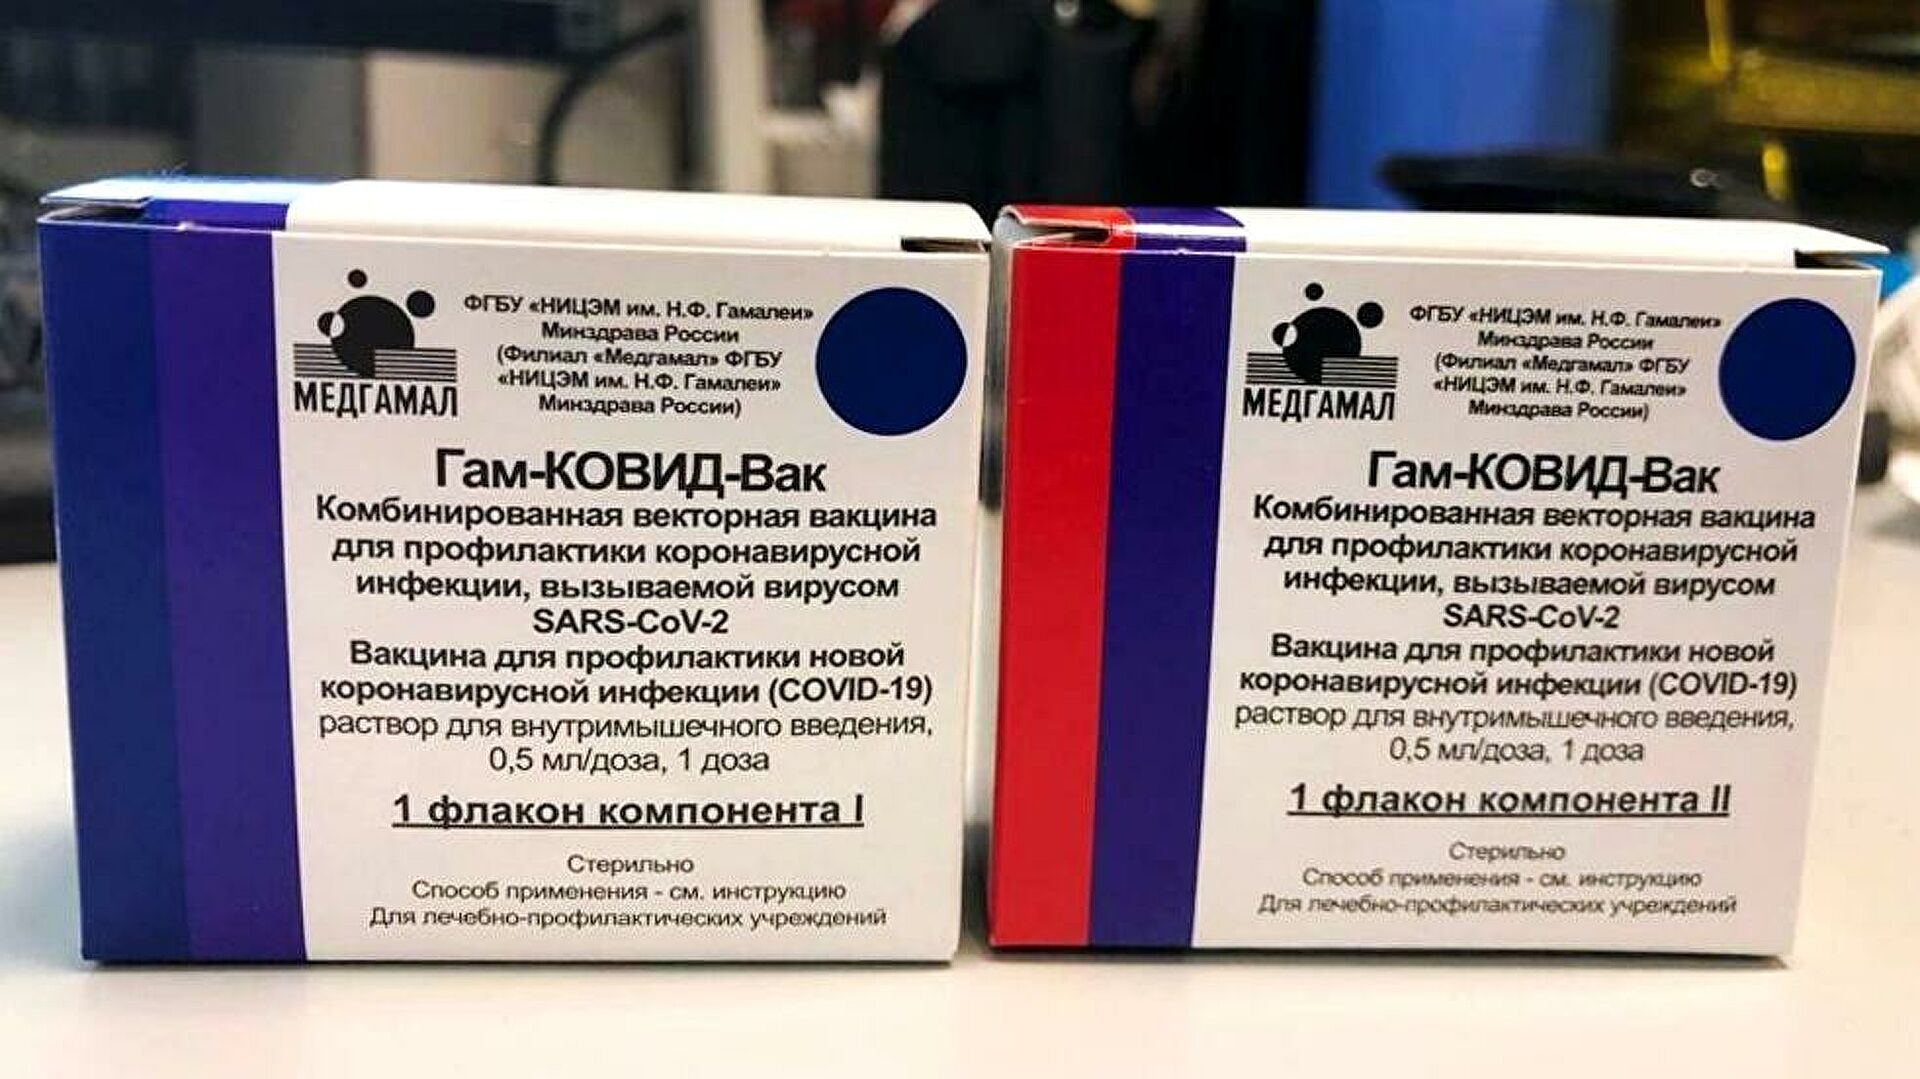 МЕДГАМАЛ
ФГБУ «НИЦЭМ им. Н.Ф. Гамалеи»
Минздрава России
(Филиал «Медгамал» ФГБУ
«НИЦЭМ им. Н.Ф. Гамалеи»
Минздрава России)
Гам-КОВИД-Вак
Комбинированная векторная вакцина
для профилактики коронавирусной
инфекции, вызываемой вирусом
SARS-CoV-2
Вакцина для профилактики новой
коронавирусной инфекции (COVID-19)
раствор для внутримышечного введения,
0,5 мл/доза, 1 доза
1 флакон компонента I
Стерильно
Способ применения - см. инструкцию
Для лечебно-профилактических учреждений
МЕДГАМАЛ
ФГБУ «НИЦЭМ им. Н.Ф. Гамалеи»
Минздрава России
(Филиал «Медгамал» ФГБУ
«НИЦЭМ им. Н.Ф. Гамалеи»
Минздрава России)
Гам-КОВИД-Вак
Комбинированная векторная вакцина
для профилактики коронавирусной
инфекции, вызываемой вирусом
SARS-CoV-2
Вакцина для профилактики новой
коронавирусной инфекции (COVID-19)
раствор для внутримышечного введения,
0,5 мл/доза, 1 доза
1 флакон компонента II
Стерильно
Способ применения - см. инструкцию
Для лечебно-профилактических учреждений